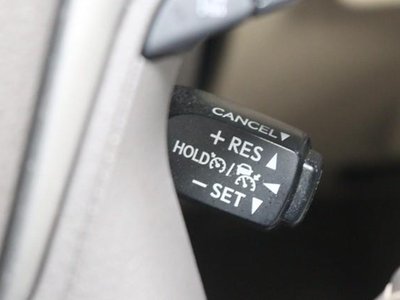 CANCEL▼
+ RES ▲
HOLD /
− SET ▼